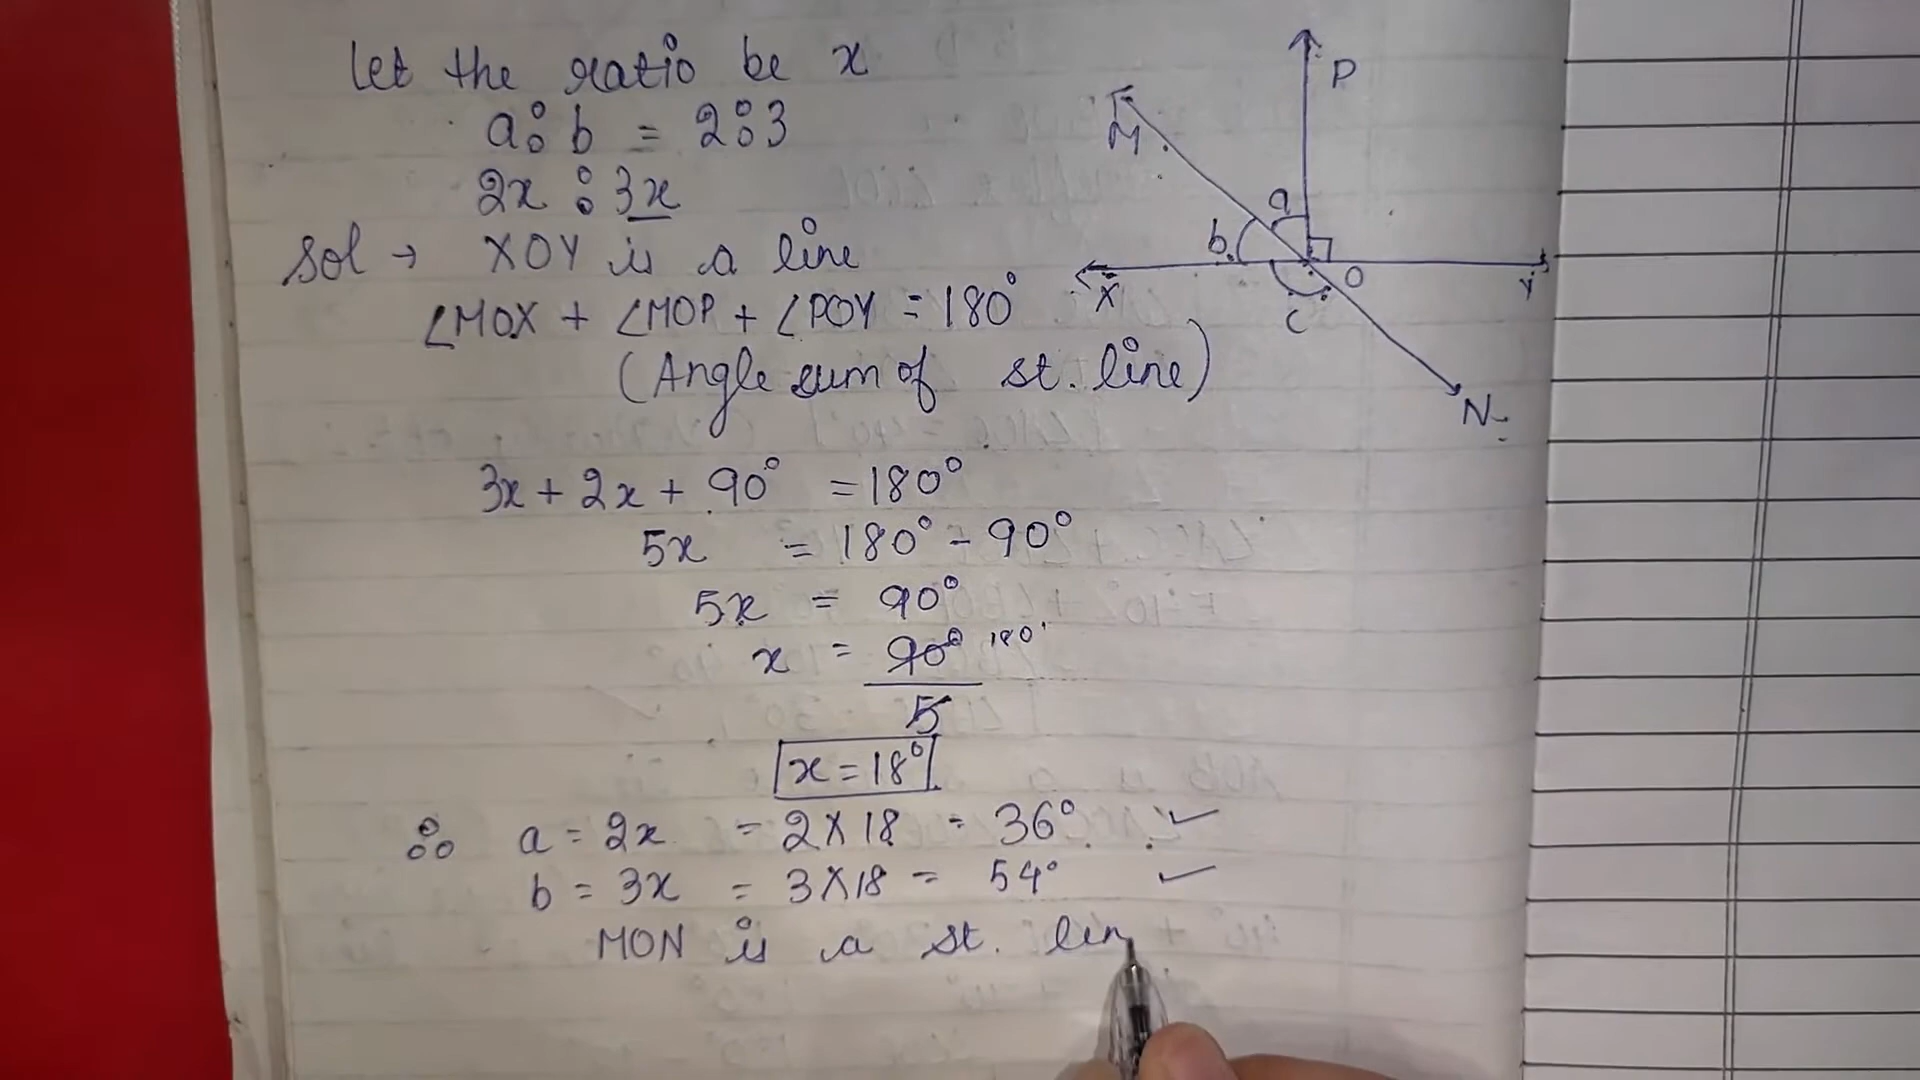 let the ratio be x
a : b = 2 : 3
2x : 3x
Sol → XOY is a line
∠MOX + ∠MOP + ∠POY = 180°
(Angle sum of st. line)
3x + 2x + 90° = 180°
5x = 180° - 90°
5x = 90°
x = 90° 180°
5
x = 18°
∴ a = 2x = 2 X 18 = 36° ✓
b = 3x = 3 X 18 = 54° ✓
MON is a st. lin
P
M
a
b
X
O
Y
C
N